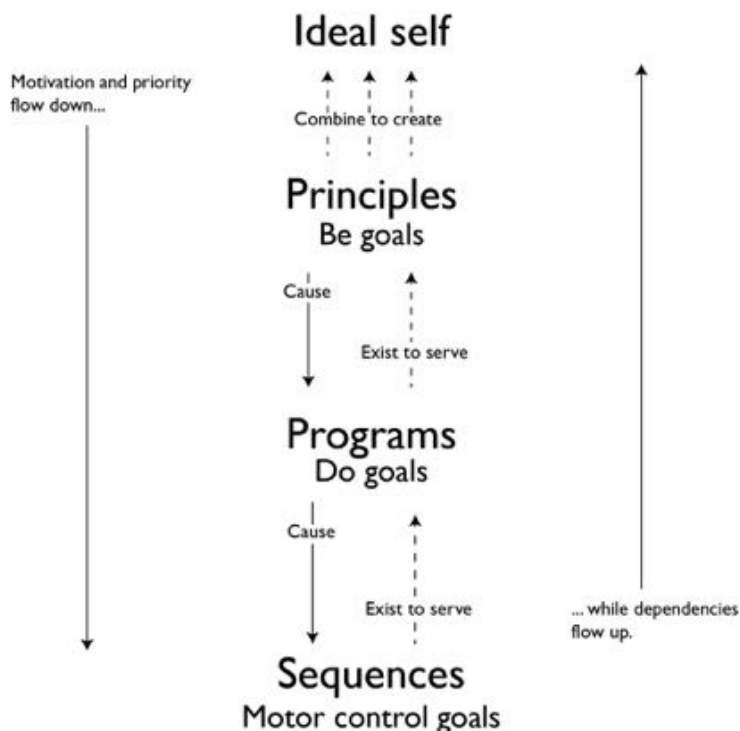 Ideal self
Motivation and priority
flow down...
Combine to create
Principles
Be goals
Cause
Exist to serve
Programs
Do goals
Cause
Exist to serve
... while dependencies
flow up.
Sequences
Motor control goals